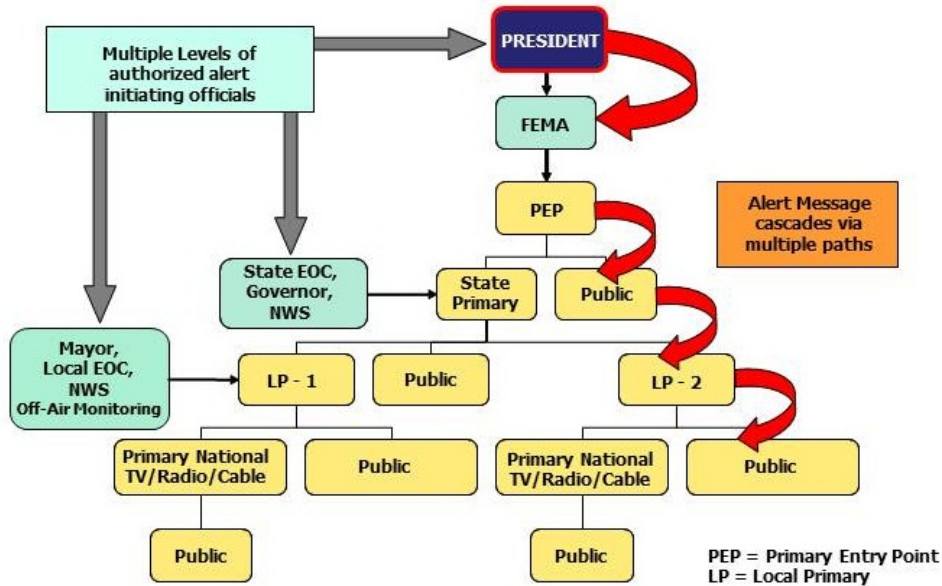 Multiple Levels of
authorized alert
initiating officials
PRESIDENT
FEMA
PEP
Alert Message
cascades via
multiple paths
State EOC,
Governor,
NWS
State
Primary
Public
Mayor,
Local EOC,
NWS
Off-Air Monitoring
LP - 1
Public
LP - 2
Primary National
TV/Radio/Cable
Public
Primary National
TV/Radio/Cable
Public
Public
Public
PEP = Primary Entry Point
LP = Local Primary